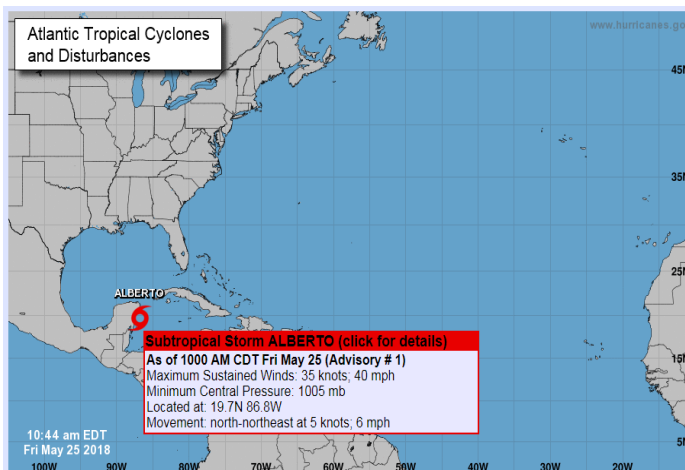 Atlantic Tropical Cyclones
and Disturbances
www.hurricanes.go
45N
35N
25N
ALBERTO
Subtropical Storm ALBERTO (click for details)
As of 1000 AM CDT Fri May 25 (Advisory # 1)
Maximum Sustained Winds: 35 knots; 40 mph
Minimum Central Pressure: 1005 mb
Located at: 19.7N 86.8W
Movement: north-northeast at 5 knots; 6 mph
15N
10:44 am EDT
Fri May 25 2018
5N
100W 90W 80W 70W 60W 50W 40W 30W 20W 10W